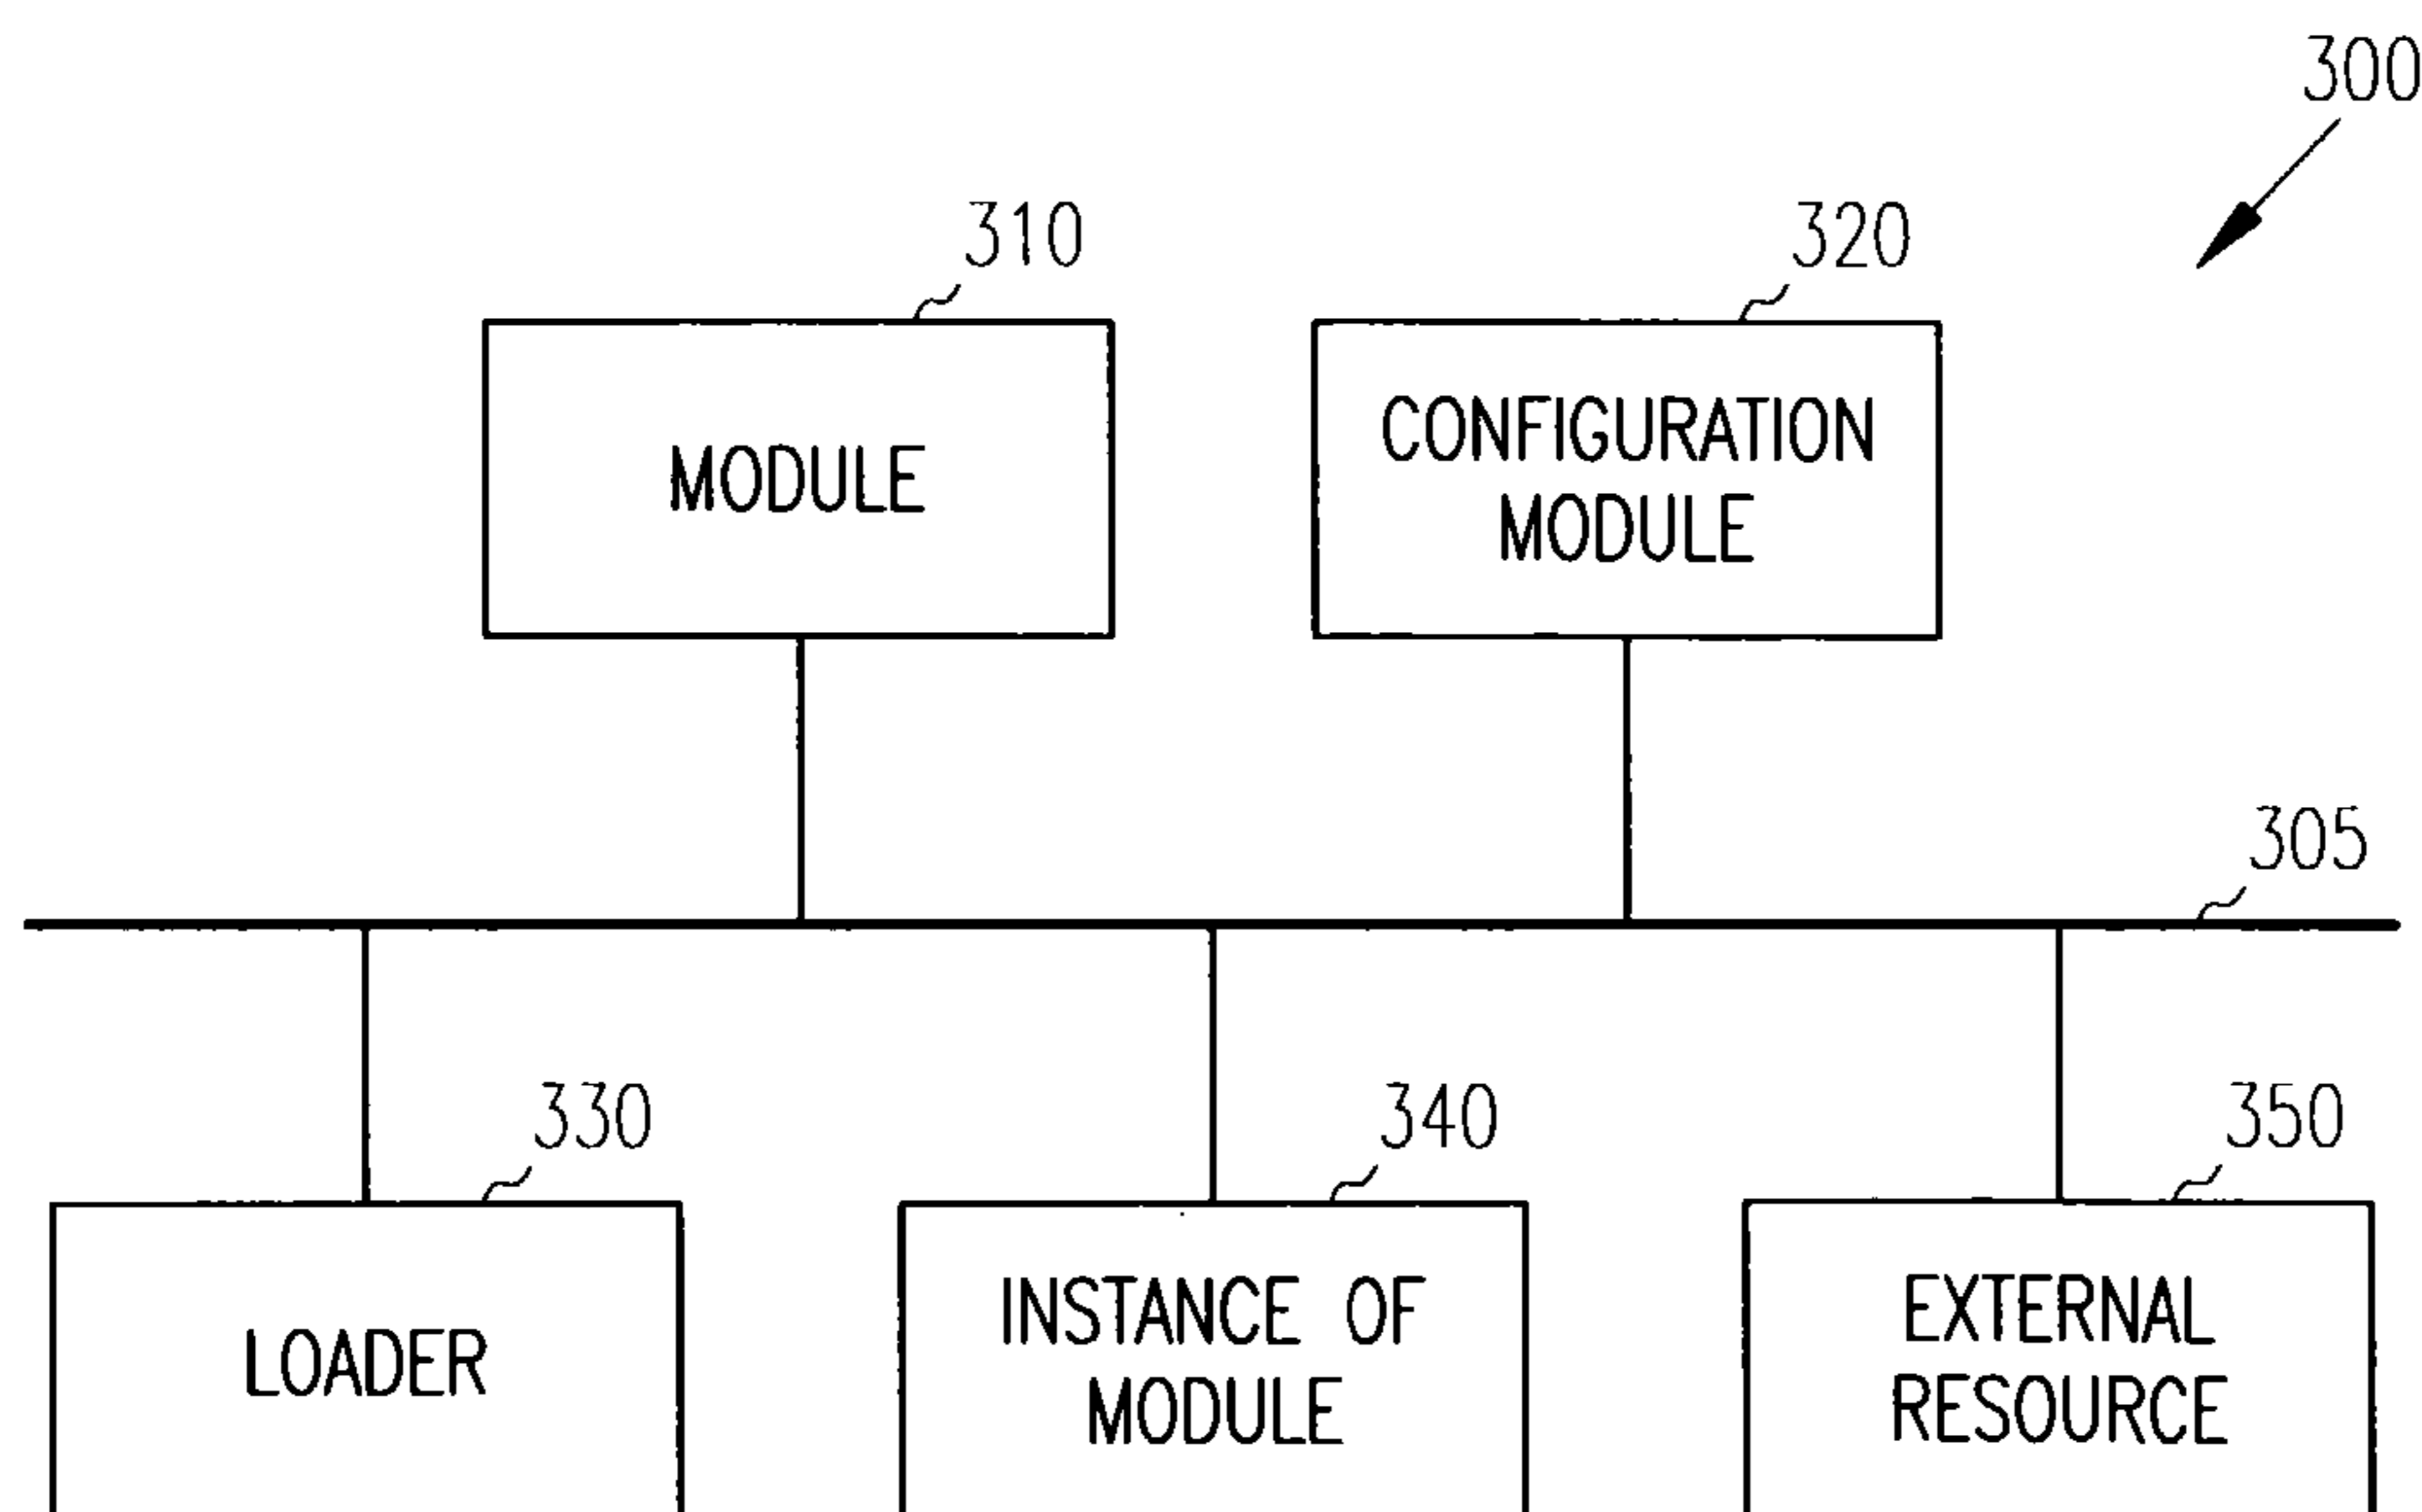 300
310
320
MODULE
CONFIGURATION
MODULE
305
330
340
350
LOADER
INSTANCE OF
MODULE
EXTERNAL
RESOURCE